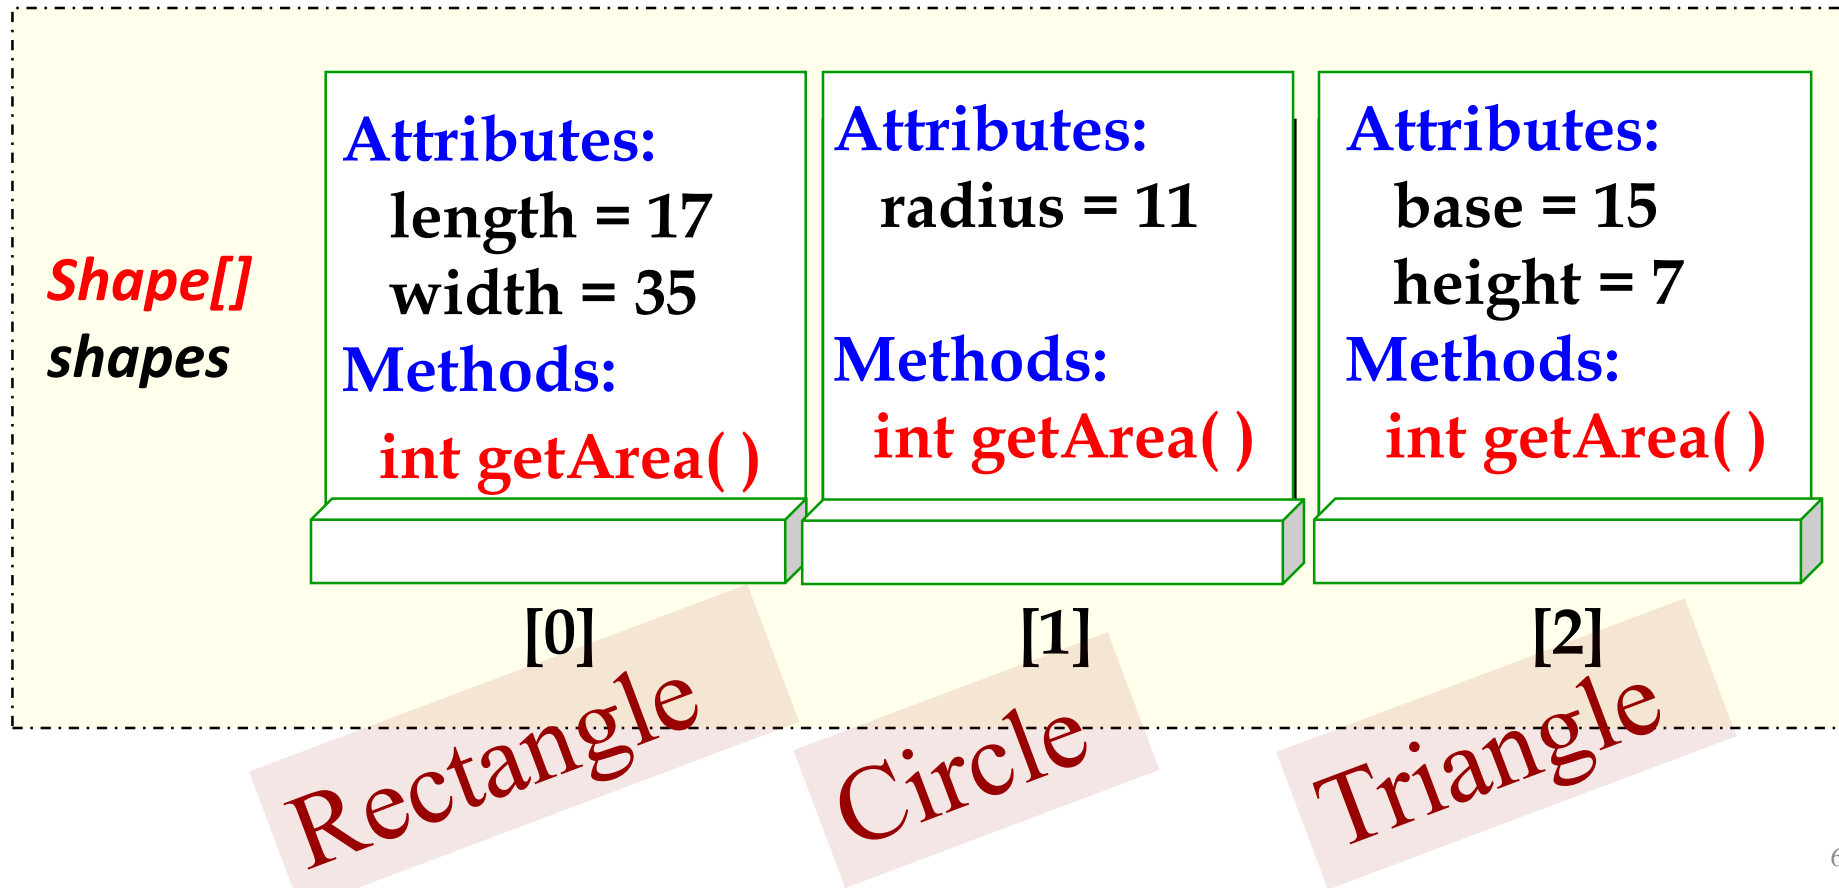 Shape[]
shapes
Attributes:
length = 17
width = 35
Methods:
int getArea( )
[0]
Rectangle
Attributes:
radius = 11
Methods:
int getArea( )
[1]
Circle
Attributes:
base = 15
height = 7
Methods:
int getArea( )
[2]
Triangle
6